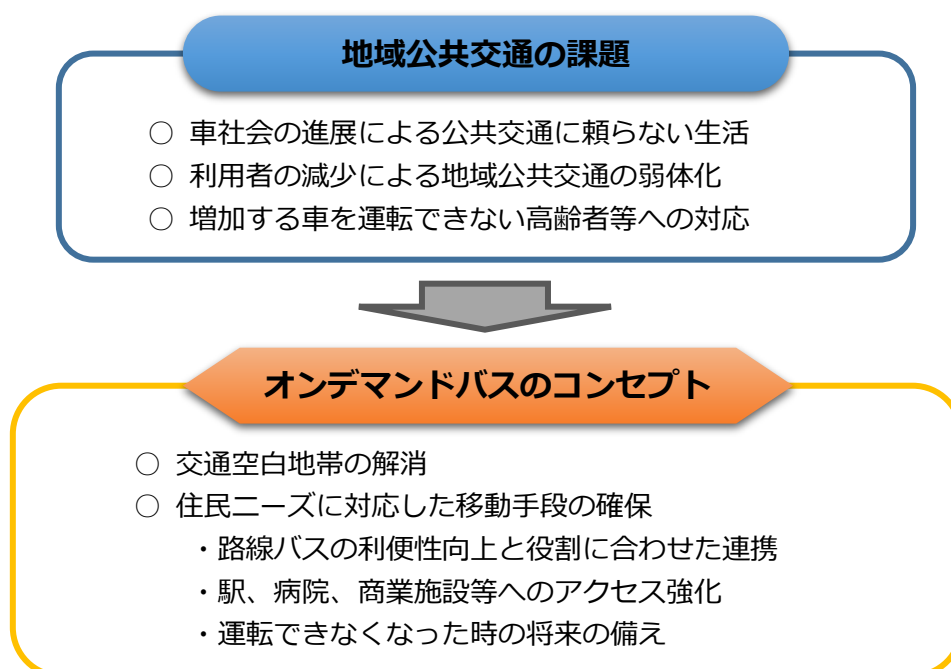 地域公共交通の課題
○ 車社会の進展による公共交通に頼らない生活
○ 利用者の減少による地域公共交通の弱体化
○ 増加する車を運転できない高齢者等への対応
オンデマンドバスのコンセプト
○ 交通空白地帯の解消
○ 住民ニーズに対応した移動手段の確保
・路線バスの利便性向上と役割に合わせた連携
・駅、病院、商業施設等へのアクセス強化
・運転できなくなった時の将来の備え